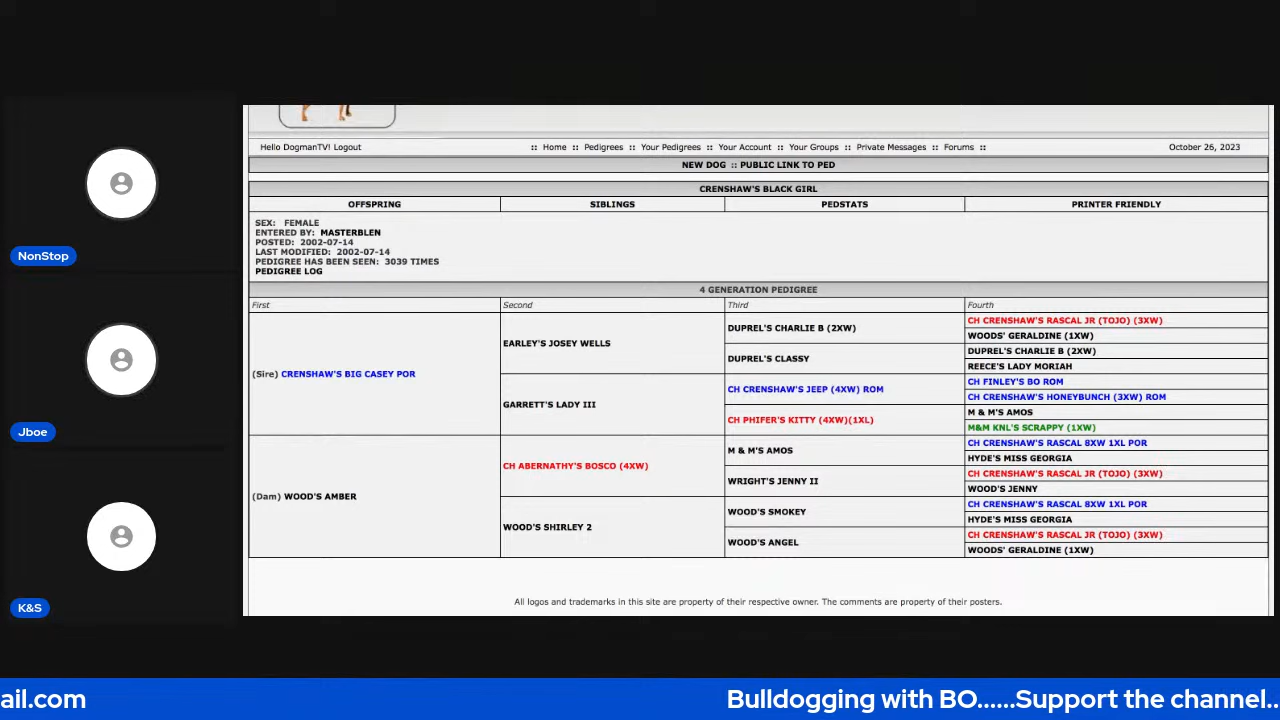 NonStop
Jboe
K&S
Hello DogmanTV! Logout
:: Home :: Pedigrees :: Your Pedigrees :: Your Account :: Your Groups :: Private Messages :: Forums ::
October 26, 2023
NEW DOG :: PUBLIC LINK TO PED
CRENSHAW'S BLACK GIRL
OFFSPRING SIBLINGS PEDSTATS PRINTER FRIENDLY
SEX: FEMALE
ENTERED BY: MASTERBLEN
POSTED: 2002-07-14
LAST MODIFIED: 2002-07-14
PEDIGREE HAS BEEN SEEN: 3039 TIMES
PEDIGREE LOG
4 GENERATION PEDIGREE
First Second Third Fourth
(Sire) CRENSHAW'S BIG CASEY POR
(Dam) WOOD'S AMBER
EARLEY'S JOSEY WELLS
GARRETT'S LADY III
CH ABERNATHY'S BOSCO (4XW)
WOOD'S SHIRLEY 2
DUPREL'S CHARLIE B (2XW)
DUPREL'S CLASSY
CH CRENSHAW'S JEEP (4XW) ROM
CH PHIFER'S KITTY (4XW)(1XL)
M & M'S AMOS
WRIGHT'S JENNY II
WOOD'S SMOKEY
WOOD'S ANGEL
CH CRENSHAW'S RASCAL JR (TOJO) (3XW)
WOODS' GERALDINE (1XW)
DUPREL'S CHARLIE B (2XW)
REECE'S LADY MORIAH
CH FINLEY'S BO ROM
CH CRENSHAW'S HONEYBUNCH (3XW) ROM
M & M'S AMOS
M&M KNL'S SCRAPPY (1XW)
CH CRENSHAW'S RASCAL 8XW 1XL POR
HYDE'S MISS GEORGIA
CH CRENSHAW'S RASCAL JR (TOJO) (3XW)
WOOD'S JENNY
CH CRENSHAW'S RASCAL 8XW 1XL POR
HYDE'S MISS GEORGIA
CH CRENSHAW'S RASCAL JR (TOJO) (3XW)
WOODS' GERALDINE (1XW)
All logos and trademarks in this site are property of their respective owner. The comments are property of their posters.
ail.com
Bulldogging with BO......Support the channel..